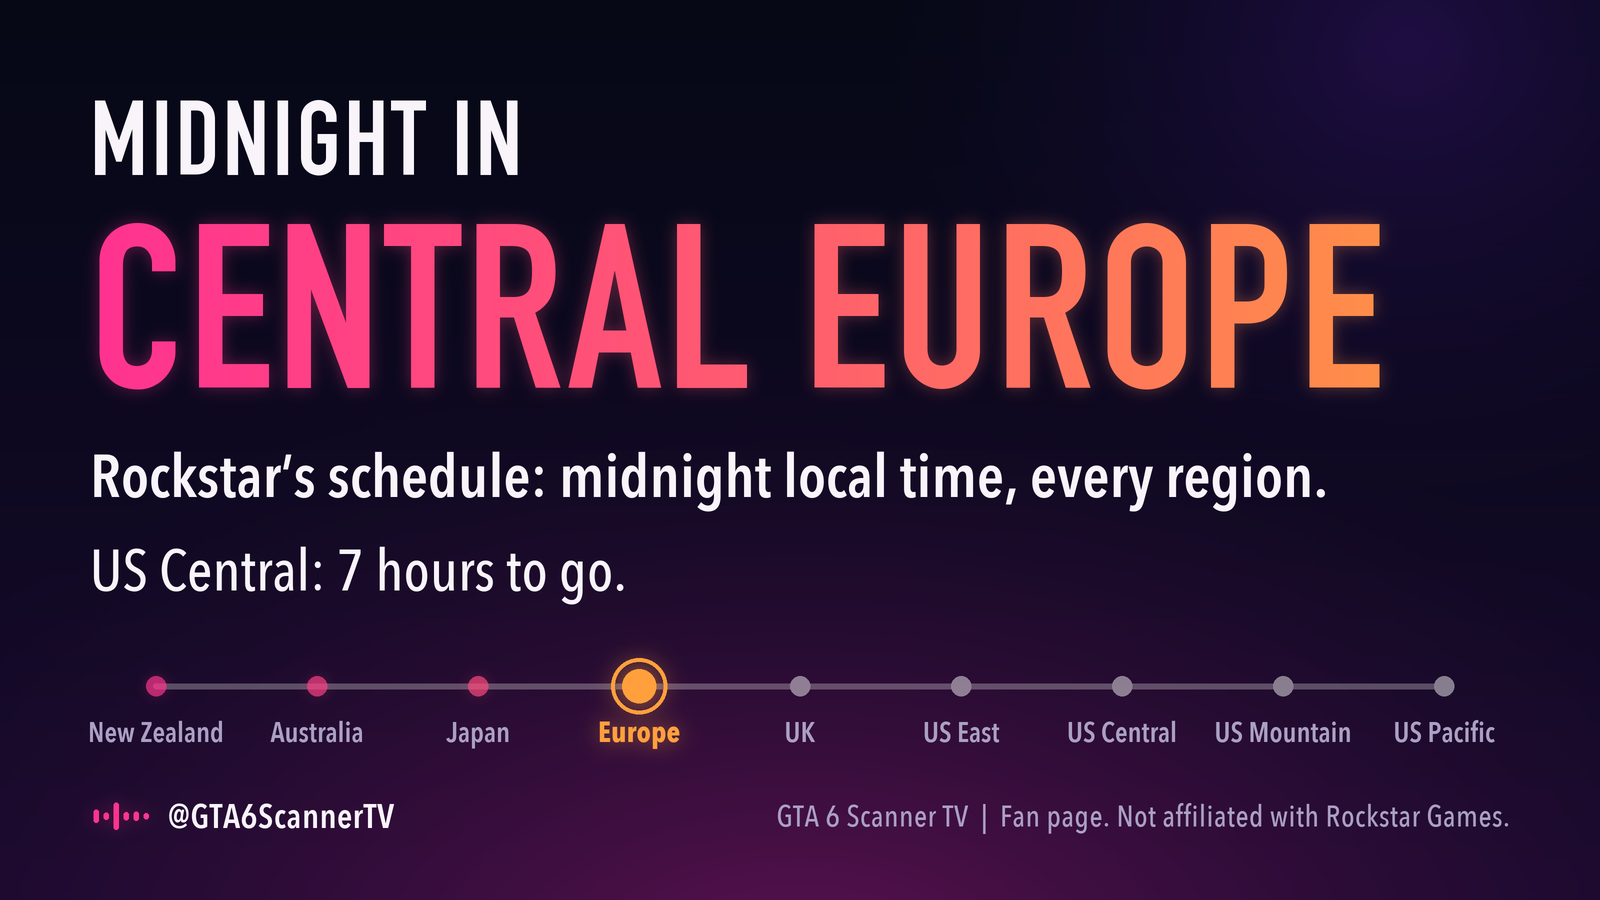 MIDNIGHT IN
CENTRAL EUROPE
Rockstar’s schedule: midnight local time, every region.
US Central: 7 hours to go.
New Zealand Australia Japan Europe UK US East US Central US Mountain US Pacific
@GTA6ScannerTV
GTA 6 Scanner TV | Fan page. Not affiliated with Rockstar Games.